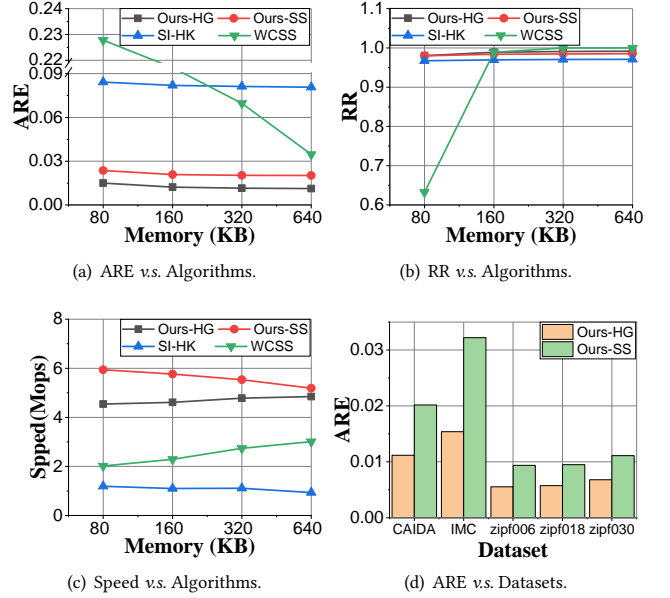 Ours-HG Ours-SS
SI-HK WCSS
0.24
0.23
0.22
0.09
0.06
0.03
0.00
ARE
80 160 320 640
Memory (KB)
(a) ARE v.s. Algorithms.
Ours-HG Ours-SS
SI-HK WCSS
1.0
0.9
0.8
0.7
0.6
RR
80 160 320 640
Memory (KB)
(b) RR v.s. Algorithms.
Ours-HG Ours-SS
SI-HK WCSS
8
6
4
2
0
Spped(Mops)
80 160 320 640
Memory (KB)
(c) Speed v.s. Algorithms.
Ours-HG
Ours-SS
0.03
0.02
0.01
0.00
ARE
CAIDA IMC zipf006 zipf018 zipf030
Dataset
(d) ARE v.s. Datasets.